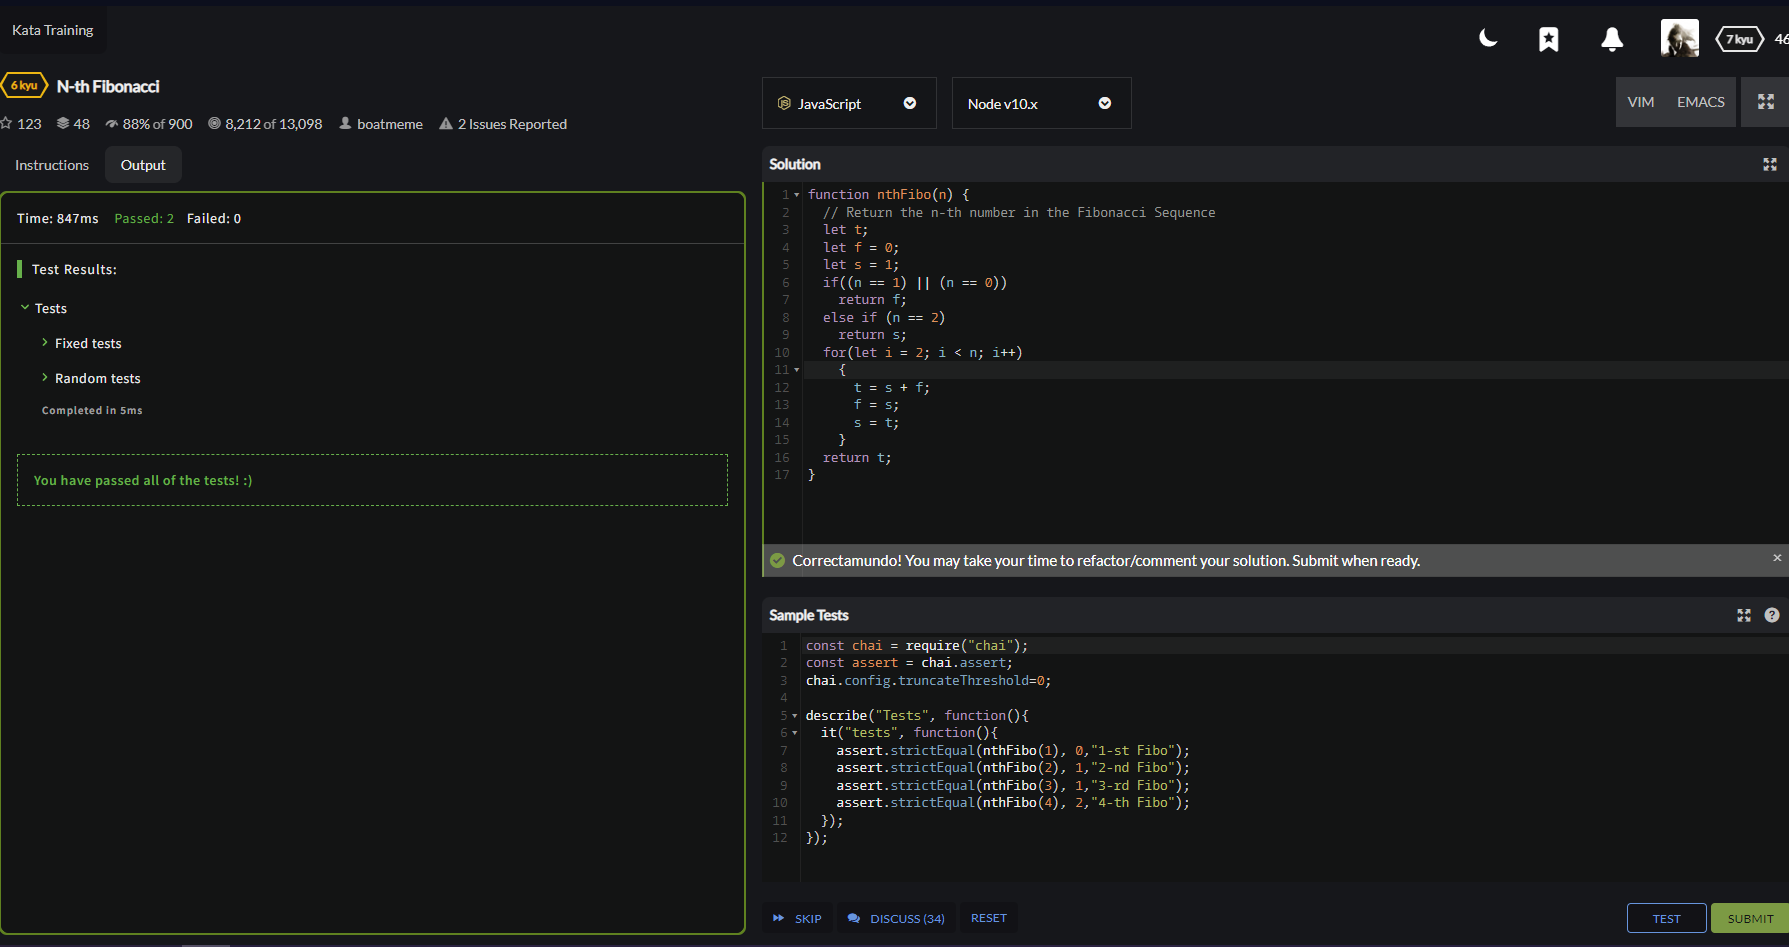 Kata Training
7 kyu 46
6 kyu N-th Fibonacci
123 48 88% of 900 8,212 of 13,098 boatmeme 2 Issues Reported
Instructions Output
Time: 847ms Passed: 2 Failed: 0
Test Results:
Tests
Fixed tests
Random tests
Completed in 5ms
You have passed all of the tests! :)
JavaScript Node v10.x
VIM EMACS
Solution
1 function nthFibo(n) {
2 // Return the n-th number in the Fibonacci Sequence
3 let t;
4 let f = 0;
5 let s = 1;
6 if((n == 1) || (n == 0))
7 return f;
8 else if (n == 2)
9 return s;
10 for(let i = 2; i < n; i++)
11 {
12 t = s + f;
13 f = s;
14 s = t;
15 }
16 return t;
17 }
Correctamundo! You may take your time to refactor/comment your solution. Submit when ready. ×
Sample Tests ?
1 const chai = require("chai");
2 const assert = chai.assert;
3 chai.config.truncateThreshold=0;
4
5 describe("Tests", function(){
6 it("tests", function(){
7 assert.strictEqual(nthFibo(1), 0,"1-st Fibo");
8 assert.strictEqual(nthFibo(2), 1,"2-nd Fibo");
9 assert.strictEqual(nthFibo(3), 1,"3-rd Fibo");
10 assert.strictEqual(nthFibo(4), 2,"4-th Fibo");
11 });
12 });
SKIP DISCUSS (34) RESET
TEST SUBMIT